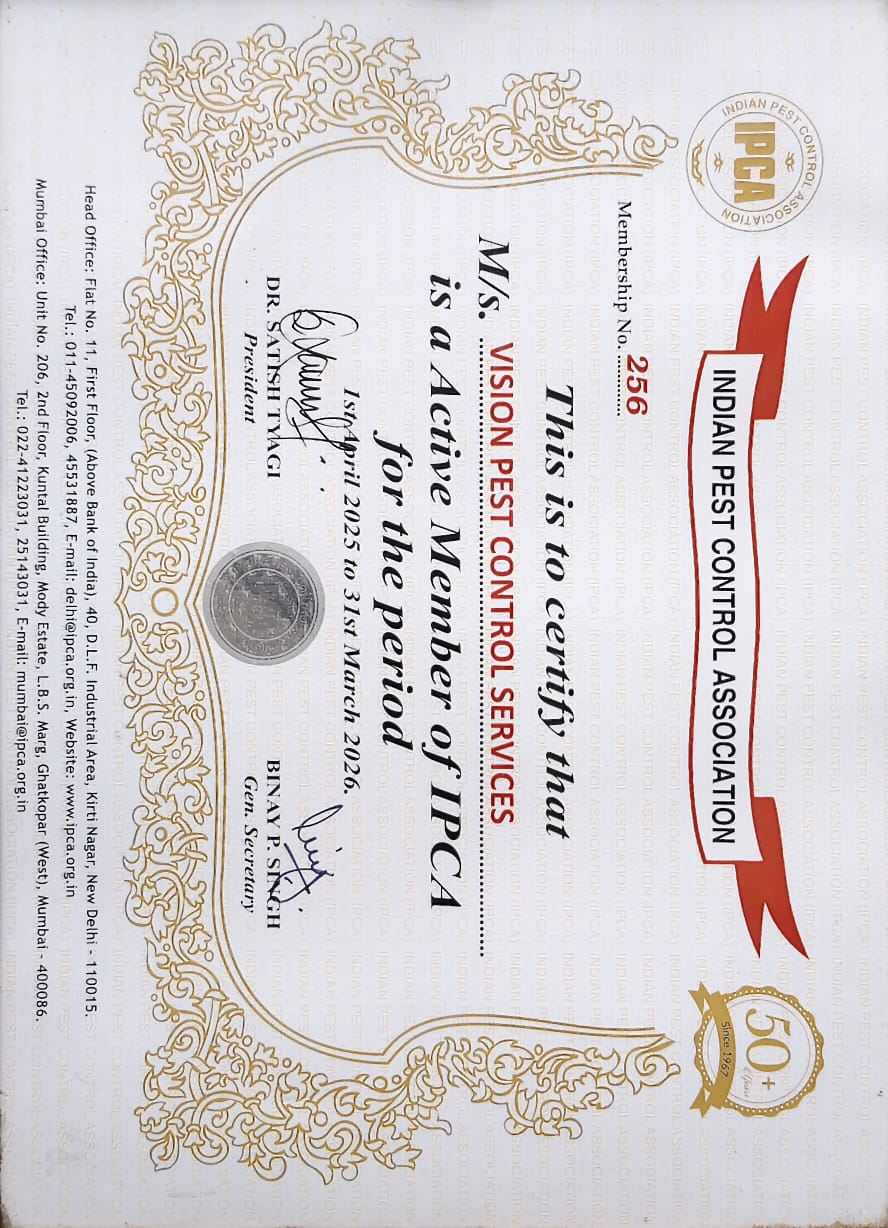 INDIAN PEST CONTROL ASSOCIATION
IPCA
INDIAN PEST CONTROL ASSOCIATION
50+
Years
Since 1967
Membership No. 256
This is to certify that
M/s. VISION PEST CONTROL SERVICES
is a Active Member of IPCA
for the period
1st April 2025 to 31st March 2026.
DR. SATISH TYAGI
President
BINAY P. SINGH
Gen. Secretary
Head Office: Flat No. 11, First Floor, (Above Bank of India), 40, D.L.F. Industrial Area, Kirti Nagar, New Delhi - 110015.
Tel.: 011-45092006, 45531887, E-mail: delhi@ipca.org.in, Website: www.ipca.org.in
Mumbai Office: Unit No. 206, 2nd Floor, Kuntal Building, Mody Estate, L.B.S. Marg, Ghatkopar (West), Mumbai - 400086.
Tel.: 022-41223031, 25143031, E-mail: mumbai@ipca.org.in